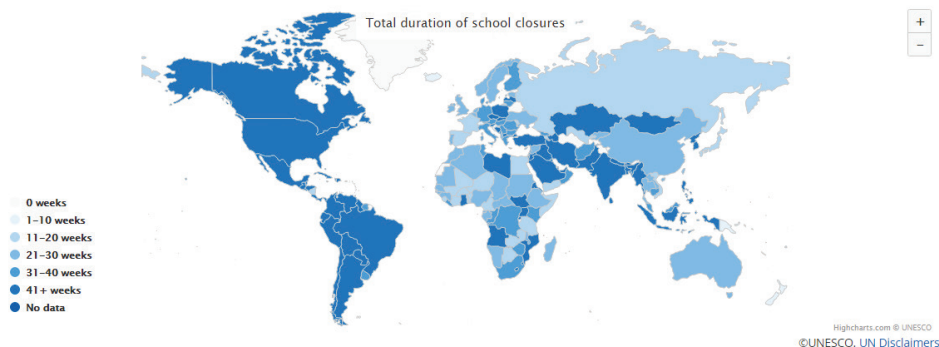 Total duration of school closures
+
−
0 weeks
1–10 weeks
11–20 weeks
21–30 weeks
31–40 weeks
41+ weeks
No data
Highcharts.com © UNESCO
©UNESCO. UN Disclaimers